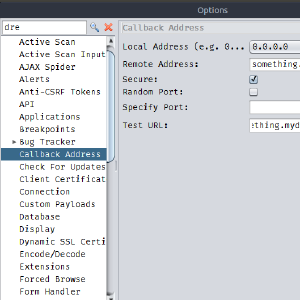 Options
dre
Active Scan
Active Scan Input
AJAX Spider
Alerts
Anti-CSRF Tokens
API
Applications
Breakpoints
Bug Tracker
Callback Address
Check For Updates
Client Certificat
Connection
Custom Payloads
Database
Display
Dynamic SSL Certi
Encode/Decode
Extensions
Forced Browse
Form Handler
Callback Address
Local Address (e.g. 0... 0.0.0.0
Remote Address: something.
Secure:
Random Port:
Specify Port:
Test URL: ething.myd